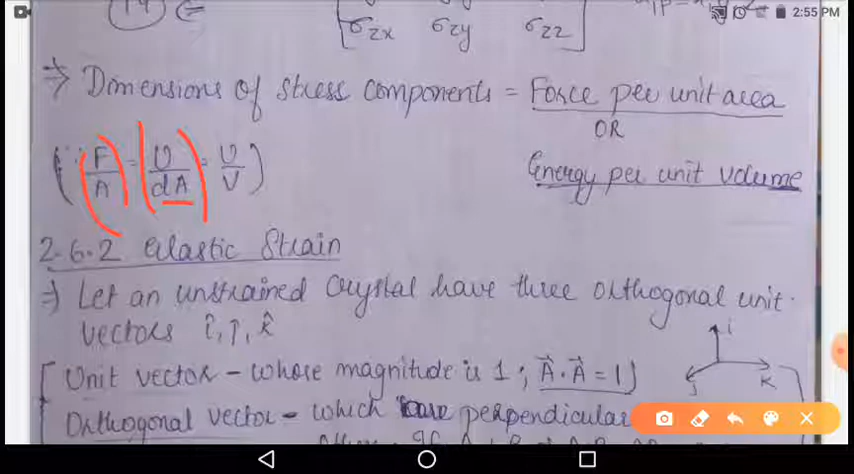 2:55 PM
σzx σzy σzz
⇒ Dimensions of stress components = Force per unit area
OR
Energy per unit volume
(∵ F/A = U/dA = U/V)
2.6.2 Elastic Strain
⇒ Let an unstrained Crystal have three orthogonal unit
vectors î, ĵ, k̂
[Unit vector - whose magnitude is 1; A⃗ · A⃗ = 1)
i
j
k
Orthogonal vector - which are perpendicular